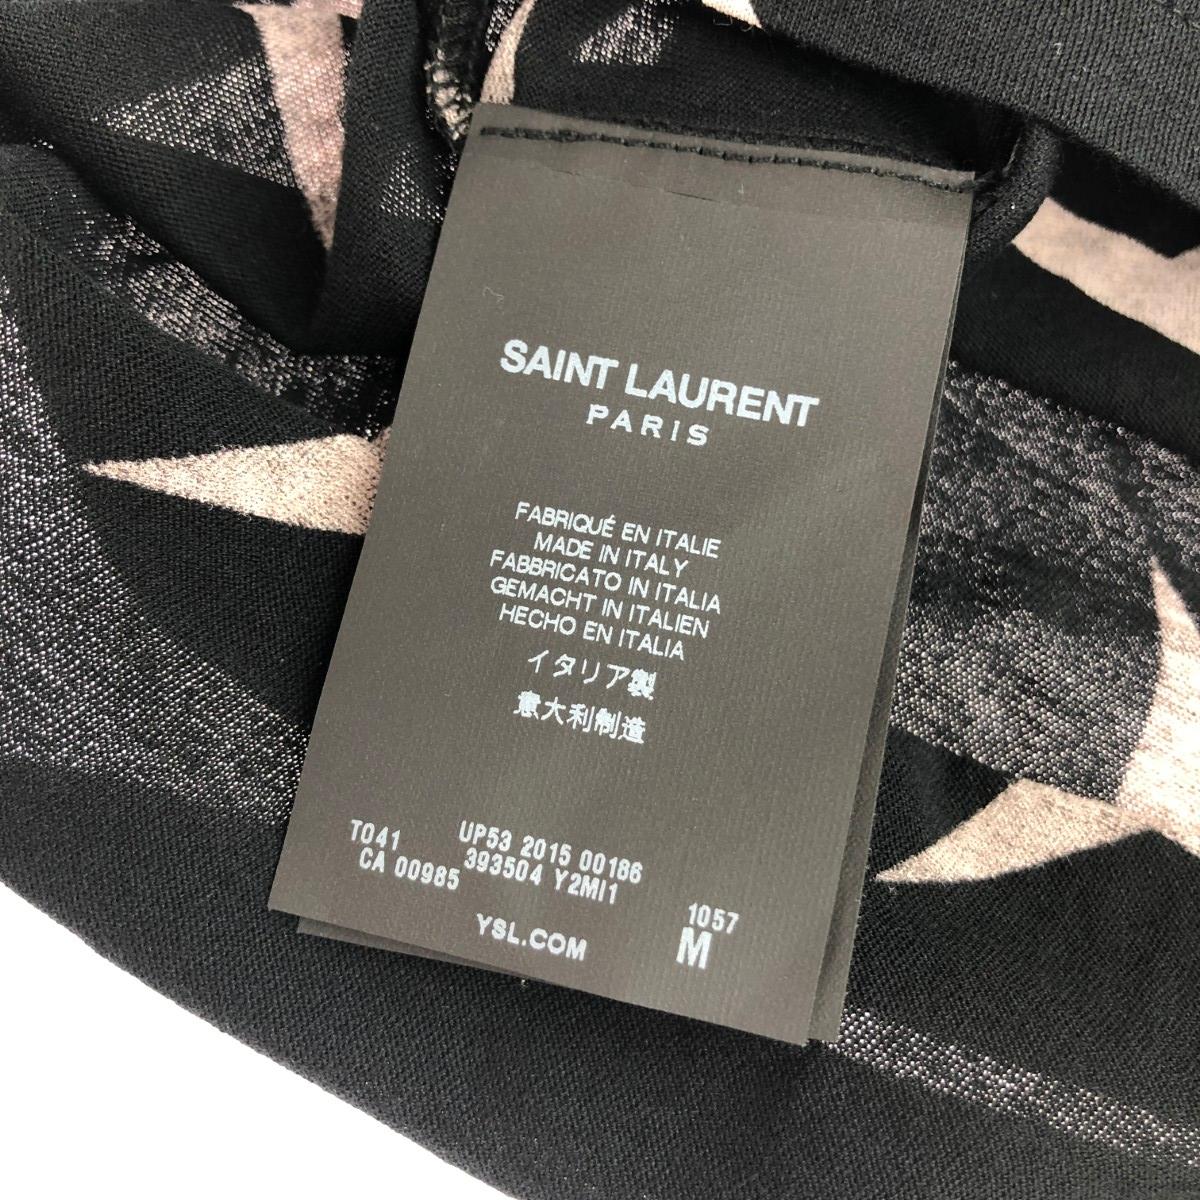 SAINT LAURENT
PARIS
FABRIQUÉ EN ITALIE
MADE IN ITALY
FABBRICATO IN ITALIA
GEMACHT IN ITALIEN
HECHO EN ITALIA
イタリア製
意大利制造
T041 UP53 2015 00186
CA 00985 393504 Y2MI1
1057
YSL.COM M